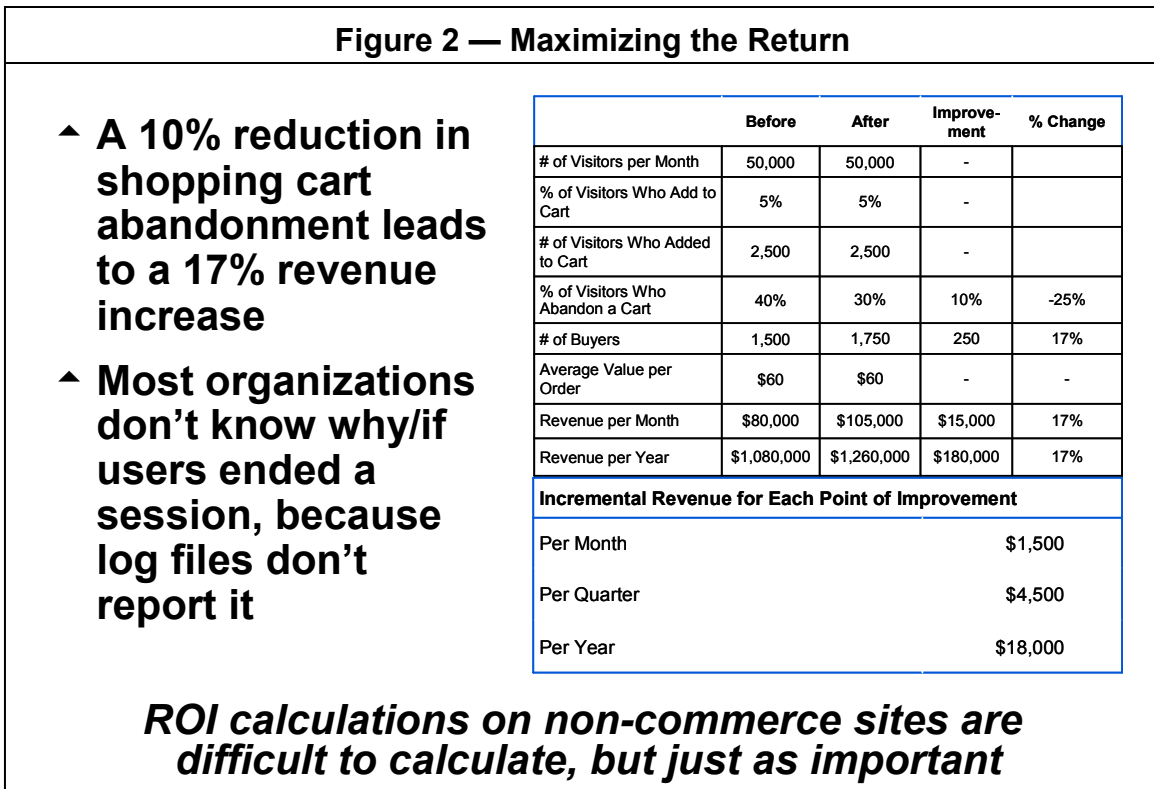 Figure 2 — Maximizing the Return
A 10% reduction in
shopping cart
abandonment leads
to a 17% revenue
increase
Most organizations
don’t know why/if
users ended a
session, because
log files don’t
report it
Before After Improve-
ment % Change
# of Visitors per Month 50,000 50,000 -
% of Visitors Who Add to
Cart 5% 5% -
# of Visitors Who Added
to Cart 2,500 2,500 -
% of Visitors Who
Abandon a Cart 40% 30% 10% -25%
# of Buyers 1,500 1,750 250 17%
Average Value per
Order $60 $60 - -
Revenue per Month $80,000 $105,000 $15,000 17%
Revenue per Year $1,080,000 $1,260,000 $180,000 17%
Incremental Revenue for Each Point of Improvement
Per Month $1,500
Per Quarter $4,500
Per Year $18,000
ROI calculations on non-commerce sites are
difficult to calculate, but just as important